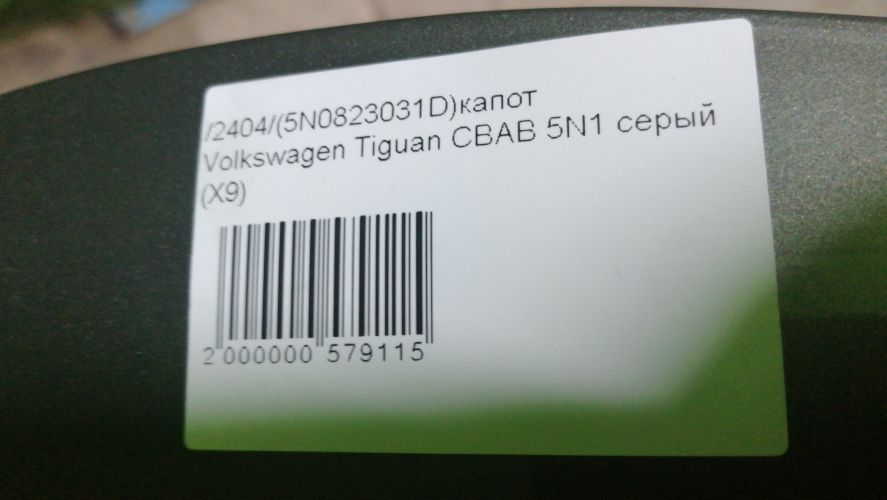 /2404/(5N0823031D)капот
Volkswagen Tiguan CBAB 5N1 серый
(X9)
2 000000 579115